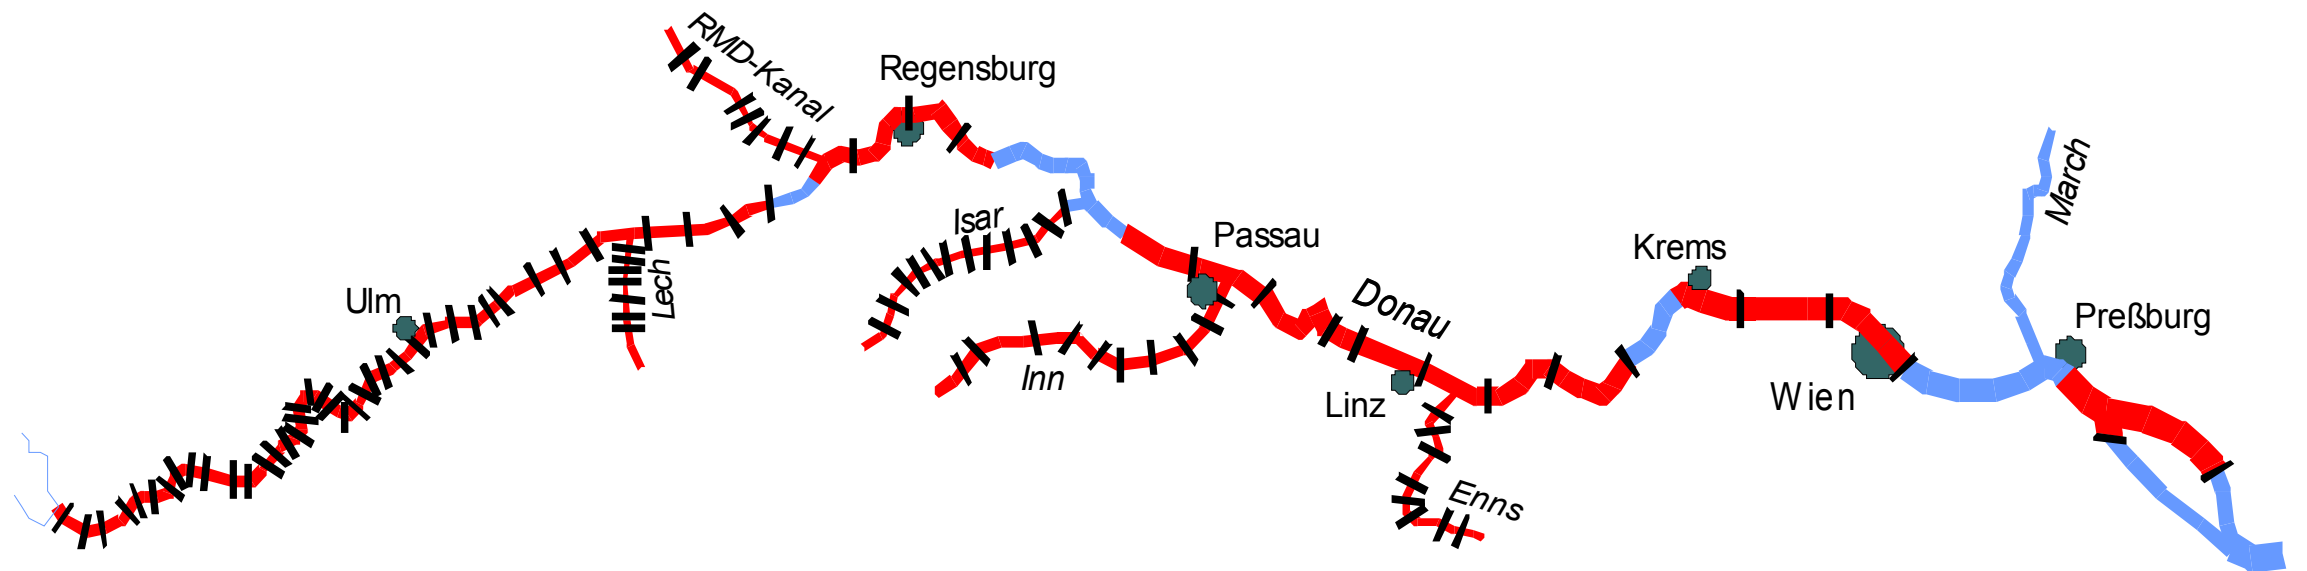 RMD-Kanal
Regensburg
March
Isar
Passau
Krems
Lech
Ulm
Donau
Preßburg
Inn
Linz
Wien
Enns